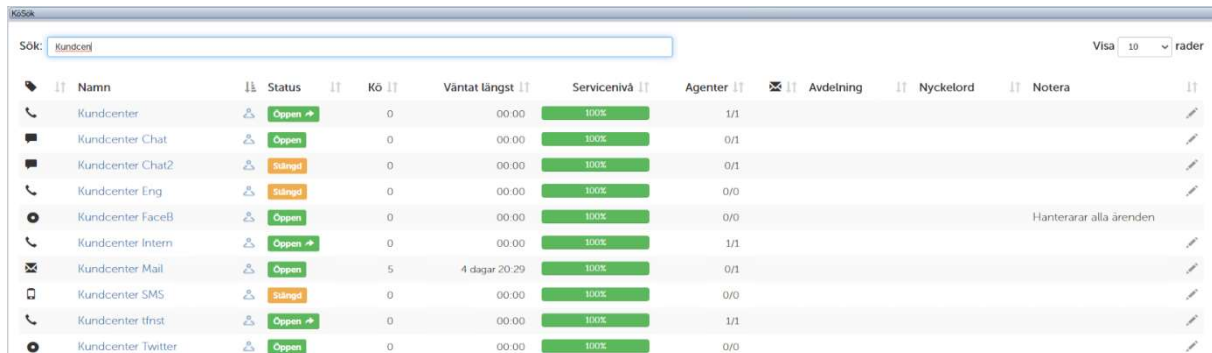 KöSök
Sök: Kundcen Visa 10 rader
Namn Status Kö Väntat längst Servicenivå Agenter Avdelning Nyckelord Notera
Kundcenter Öppen 0 00:00 100% 1/1
Kundcenter Chat Öppen 0 00:00 100% 0/1
Kundcenter Chat2 Stängd 0 00:00 100% 0/1
Kundcenter Eng Stängd 0 00:00 100% 0/0
Kundcenter FaceB Öppen 0 00:00 100% 0/0 Hanterarar alla ärenden
Kundcenter Intern Öppen 0 00:00 100% 1/1
Kundcenter Mail Öppen 5 4 dagar 20:29 100% 0/1
Kundcenter SMS Stängd 0 00:00 100% 0/0
Kundcenter tfnst Öppen 0 00:00 100% 1/1
Kundcenter Twitter Öppen 0 00:00 100% 0/0